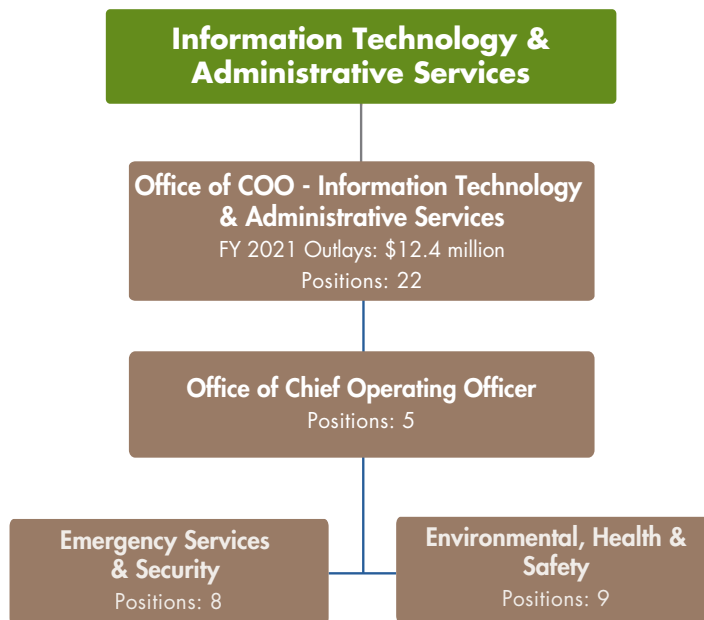 Information Technology &
Administrative Services
Office of COO - Information Technology
& Administrative Services
FY 2021 Outlays: $12.4 million
Positions: 22
Office of Chief Operating Officer
Positions: 5
Emergency Services
& Security
Positions: 8
Environmental, Health &
Safety
Positions: 9